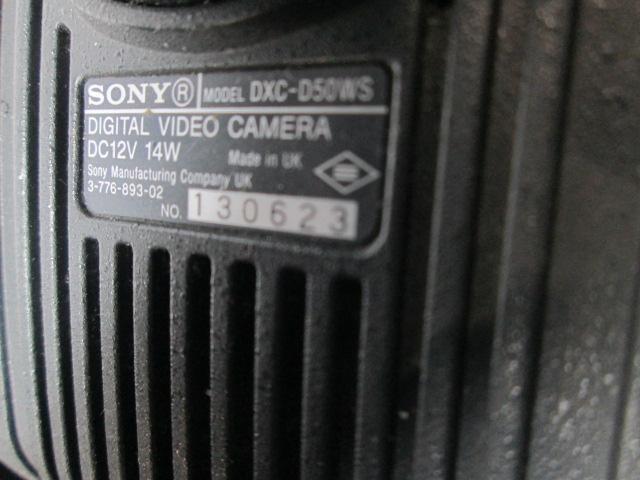 SONY® MODEL DXC-D50WS
DIGITAL VIDEO CAMERA
DC12V 14W Made in UK
Sony Manufacturing Company UK
3-776-893-02
NO. 130623